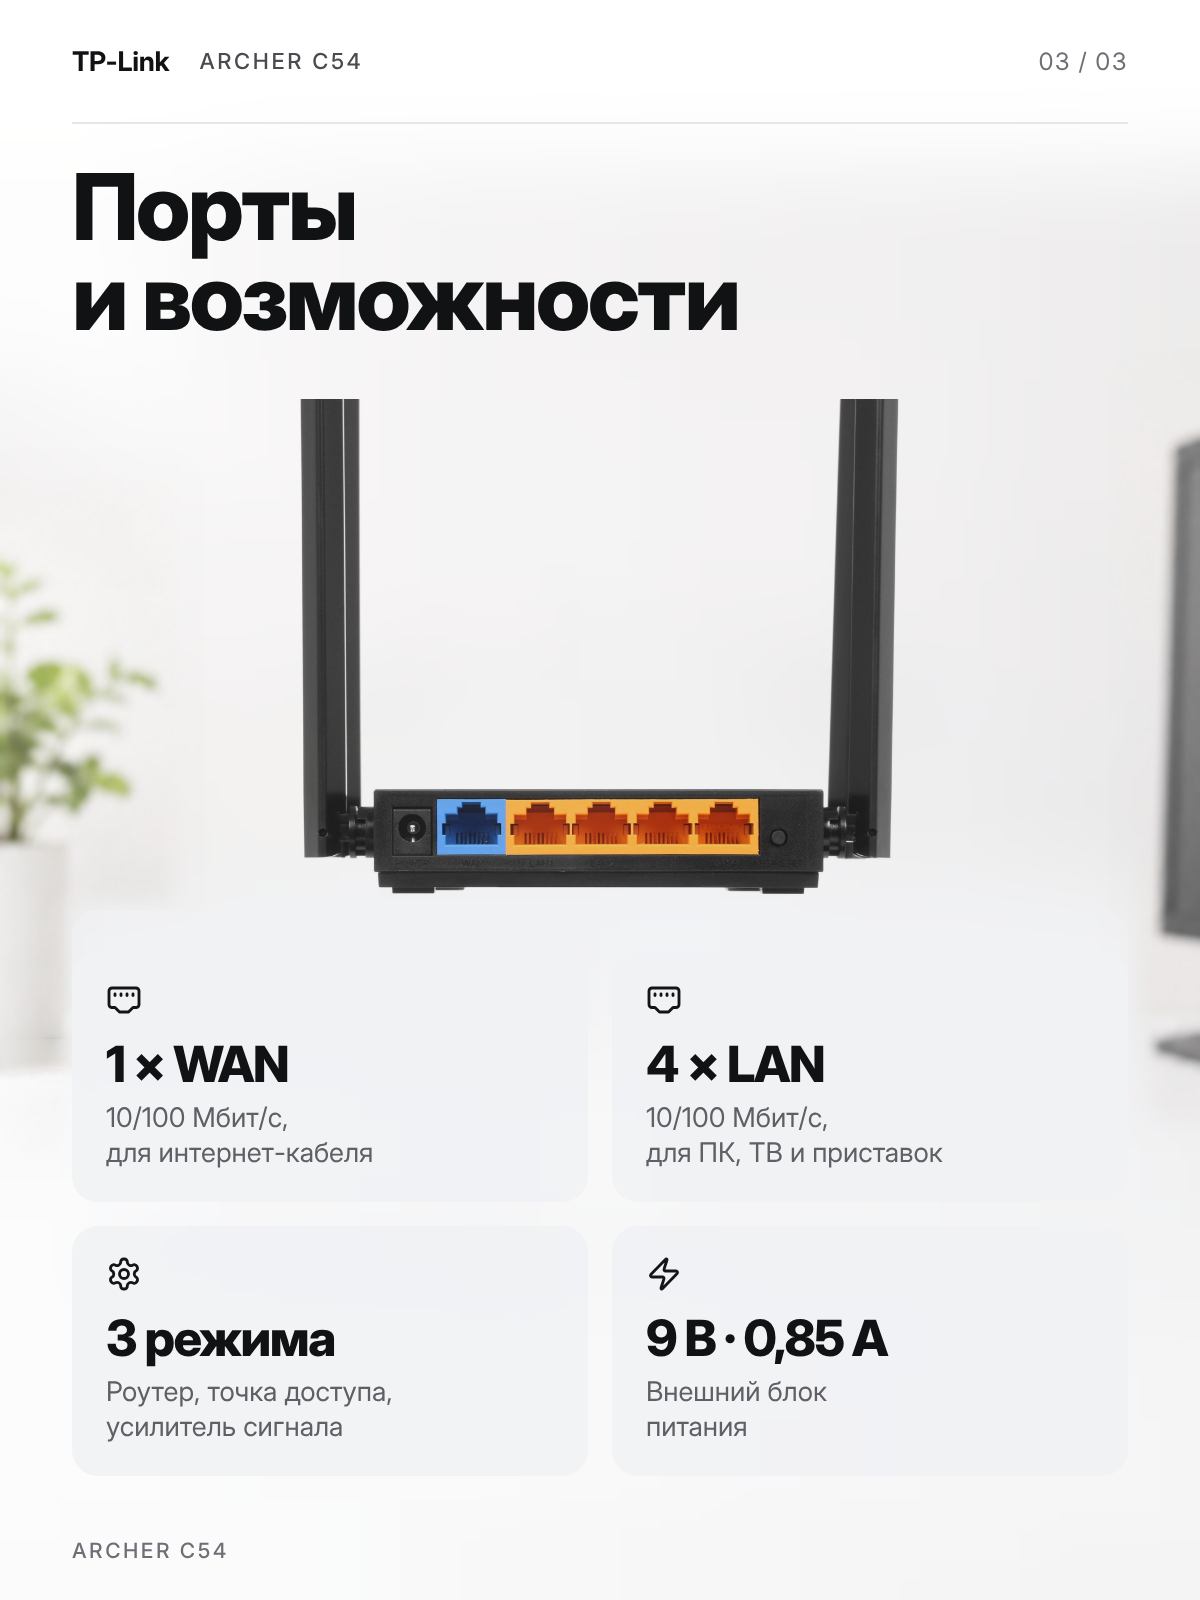 TP-Link ARCHER C54 03 / 03
Порты
и возможности
1 × WAN
10/100 Мбит/с,
для интернет-кабеля
4 × LAN
10/100 Мбит/с,
для ПК, ТВ и приставок
3 режима
Роутер, точка доступа,
усилитель сигнала
9 В · 0,85 А
Внешний блок
питания
ARCHER C54